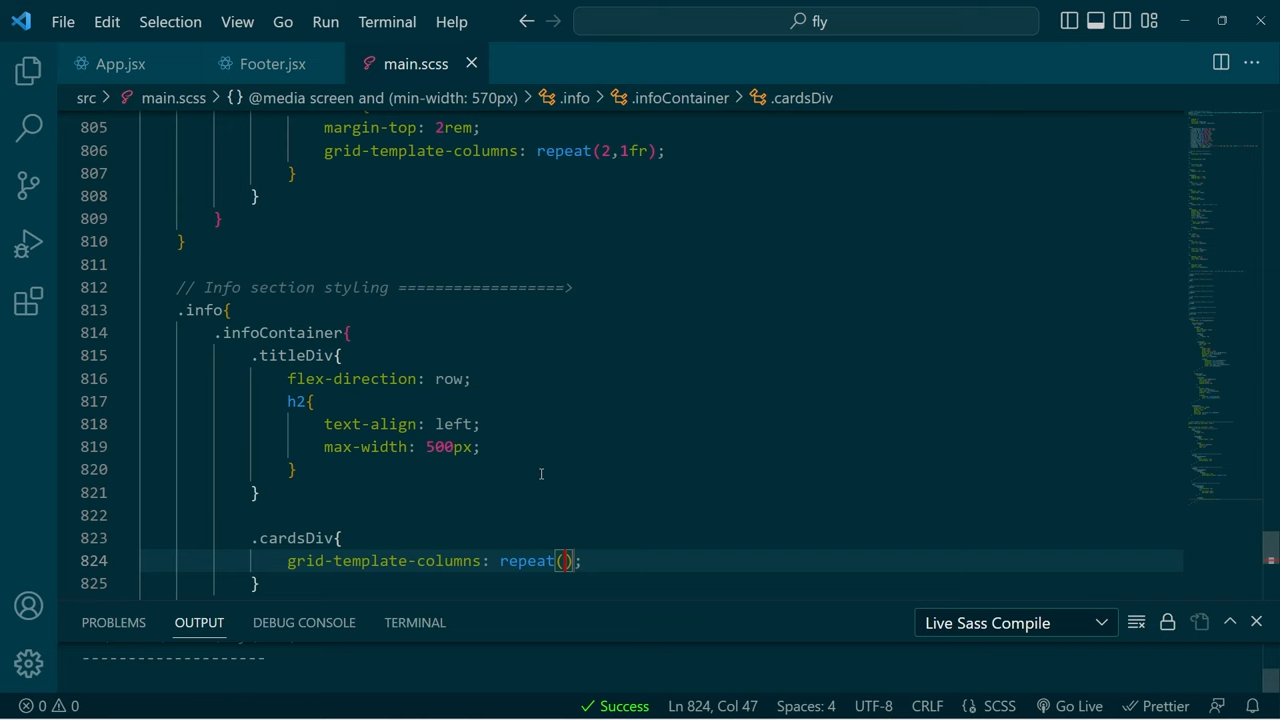 File Edit Selection View Go Run Terminal Help
fly
App.jsx Footer.jsx main.scss
src > main.scss > {} @media screen and (min-width: 570px) > .info > .infoContainer > .cardsDiv
805 margin-top: 2rem;
806 grid-template-columns: repeat(2,1fr);
807 }
808 }
809 }
810 }
811
812 // Info section styling ==================>
813 .info{
814 .infoContainer{
815 .titleDiv{
816 flex-direction: row;
817 h2{
818 text-align: left;
819 max-width: 500px;
820 }
821 }
822
823 .cardsDiv{
824 grid-template-columns: repeat();
825 }
PROBLEMS OUTPUT DEBUG CONSOLE TERMINAL Live Sass Compile
--------------------
0 0 Success Ln 824, Col 47 Spaces: 4 UTF-8 CRLF SCSS Go Live Prettier